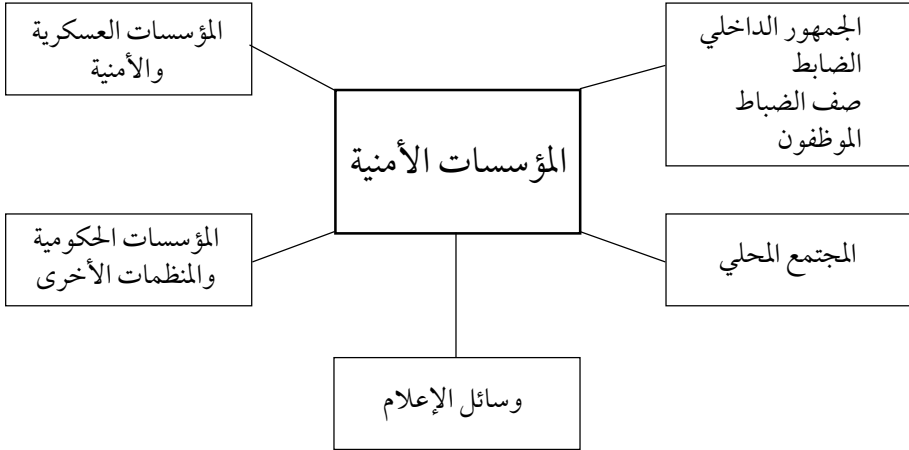 الجمهور الداخلي
الضابط
صف الضباط
الموظفون
المؤسسات العسكرية
والأمنية
المؤسسات الأمنية
المجتمع المحلي
المؤسسات الحكومية
والمنظمات الأخرى
وسائل الإعلام